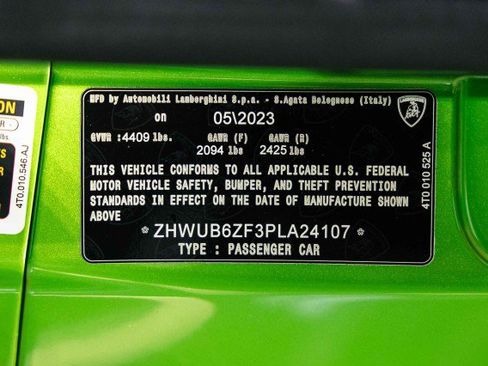 MFD by Automobili Lamborghini S.p.a. - S.Agata Bolognese (Italy)
on 05\2023
GVWR :4409 lbs. GAWR (F) GAWR (R)
2094 lbs 2425 lbs
THIS VEHICLE CONFORMS TO ALL APPLICABLE U.S. FEDERAL
MOTOR VEHICLE SAFETY, BUMPER, AND THEFT PREVENTION
STANDARDS IN EFFECT ON THE DATE OF MANUFACTURE SHOWN
ABOVE
* ZHWUB6ZF3PLA24107 *
TYPE : PASSENGER CAR
4T0 010 525 A
4T0.010.546.AJ